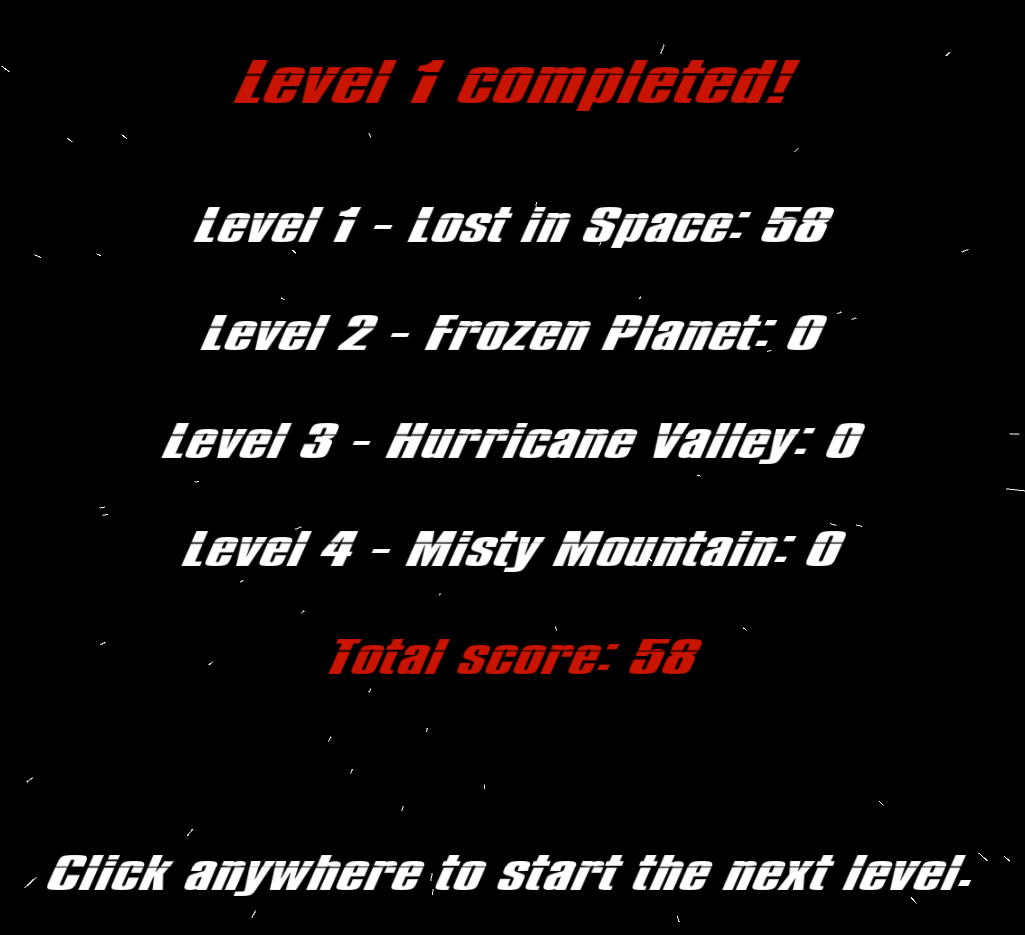 Level 1 completed!
Level 1 - Lost in Space: 58
Level 2 - Frozen Planet: 0
Level 3 - Hurricane Valley: 0
Level 4 - Misty Mountain: 0
Total score: 58
Click anywhere to start the next level.